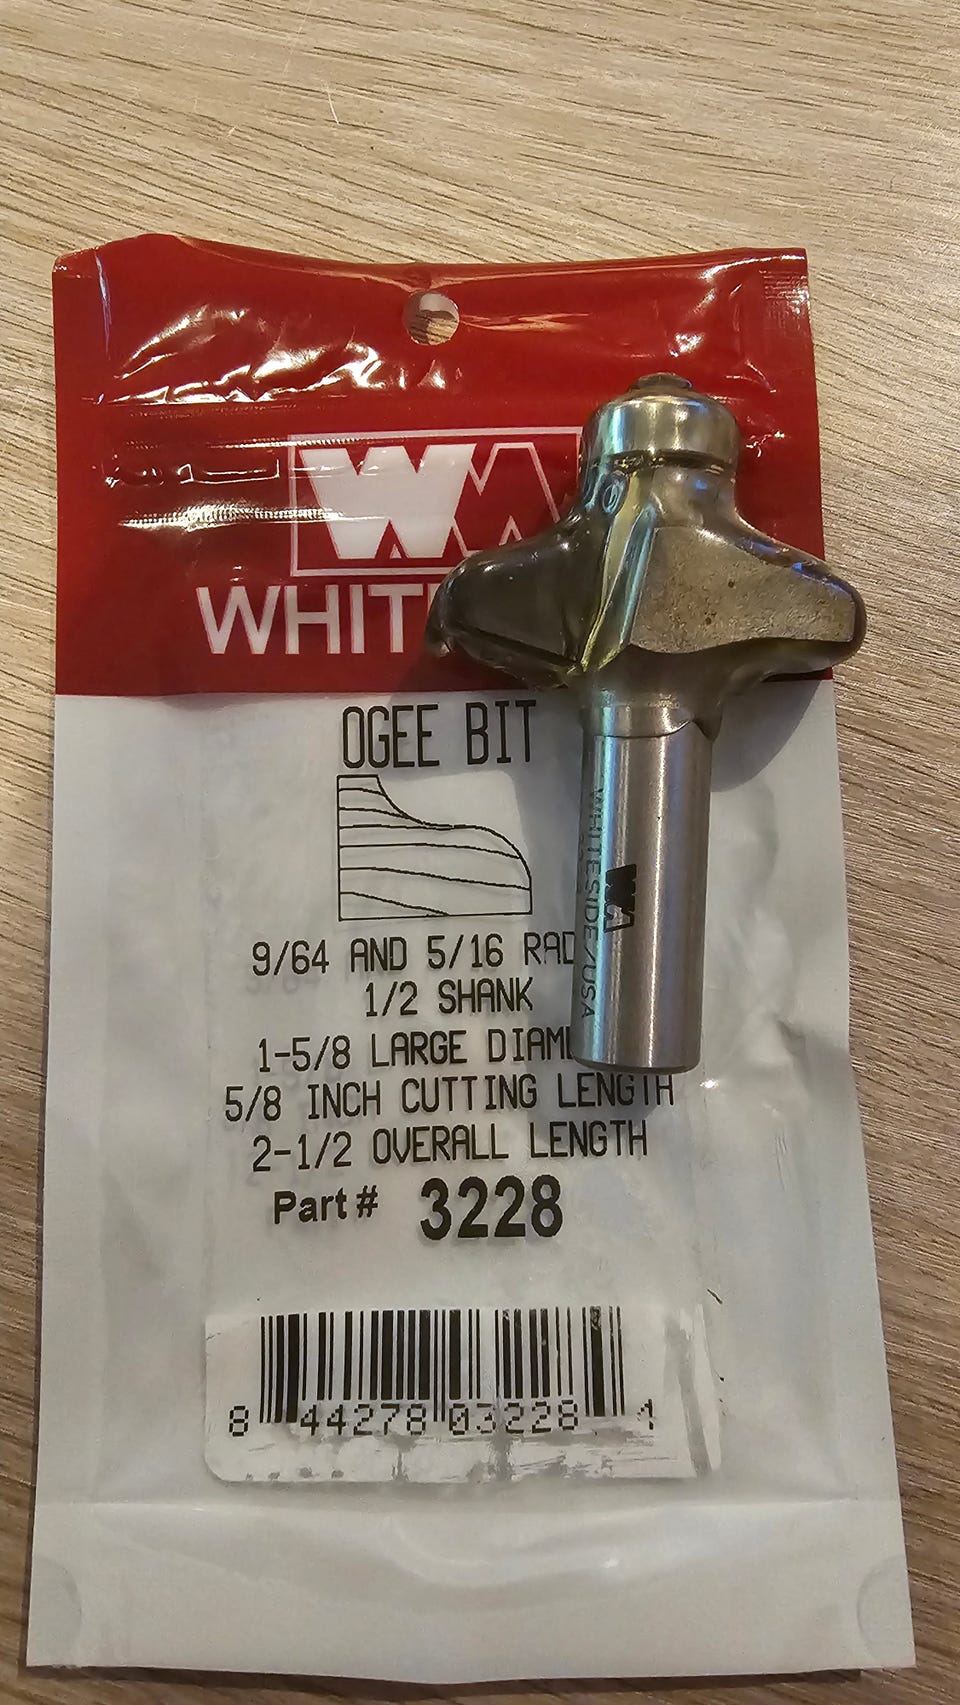 WA
WHIT
OGEE BIT
9/64 AND 5/16 RAD
1/2 SHANK
1-5/8 LARGE DIAME
5/8 INCH CUTTING LENGTH
2-1/2 OVERALL LENGTH
Part# 3228
8 44278 03228 1
WA
WHITESIDE/USA